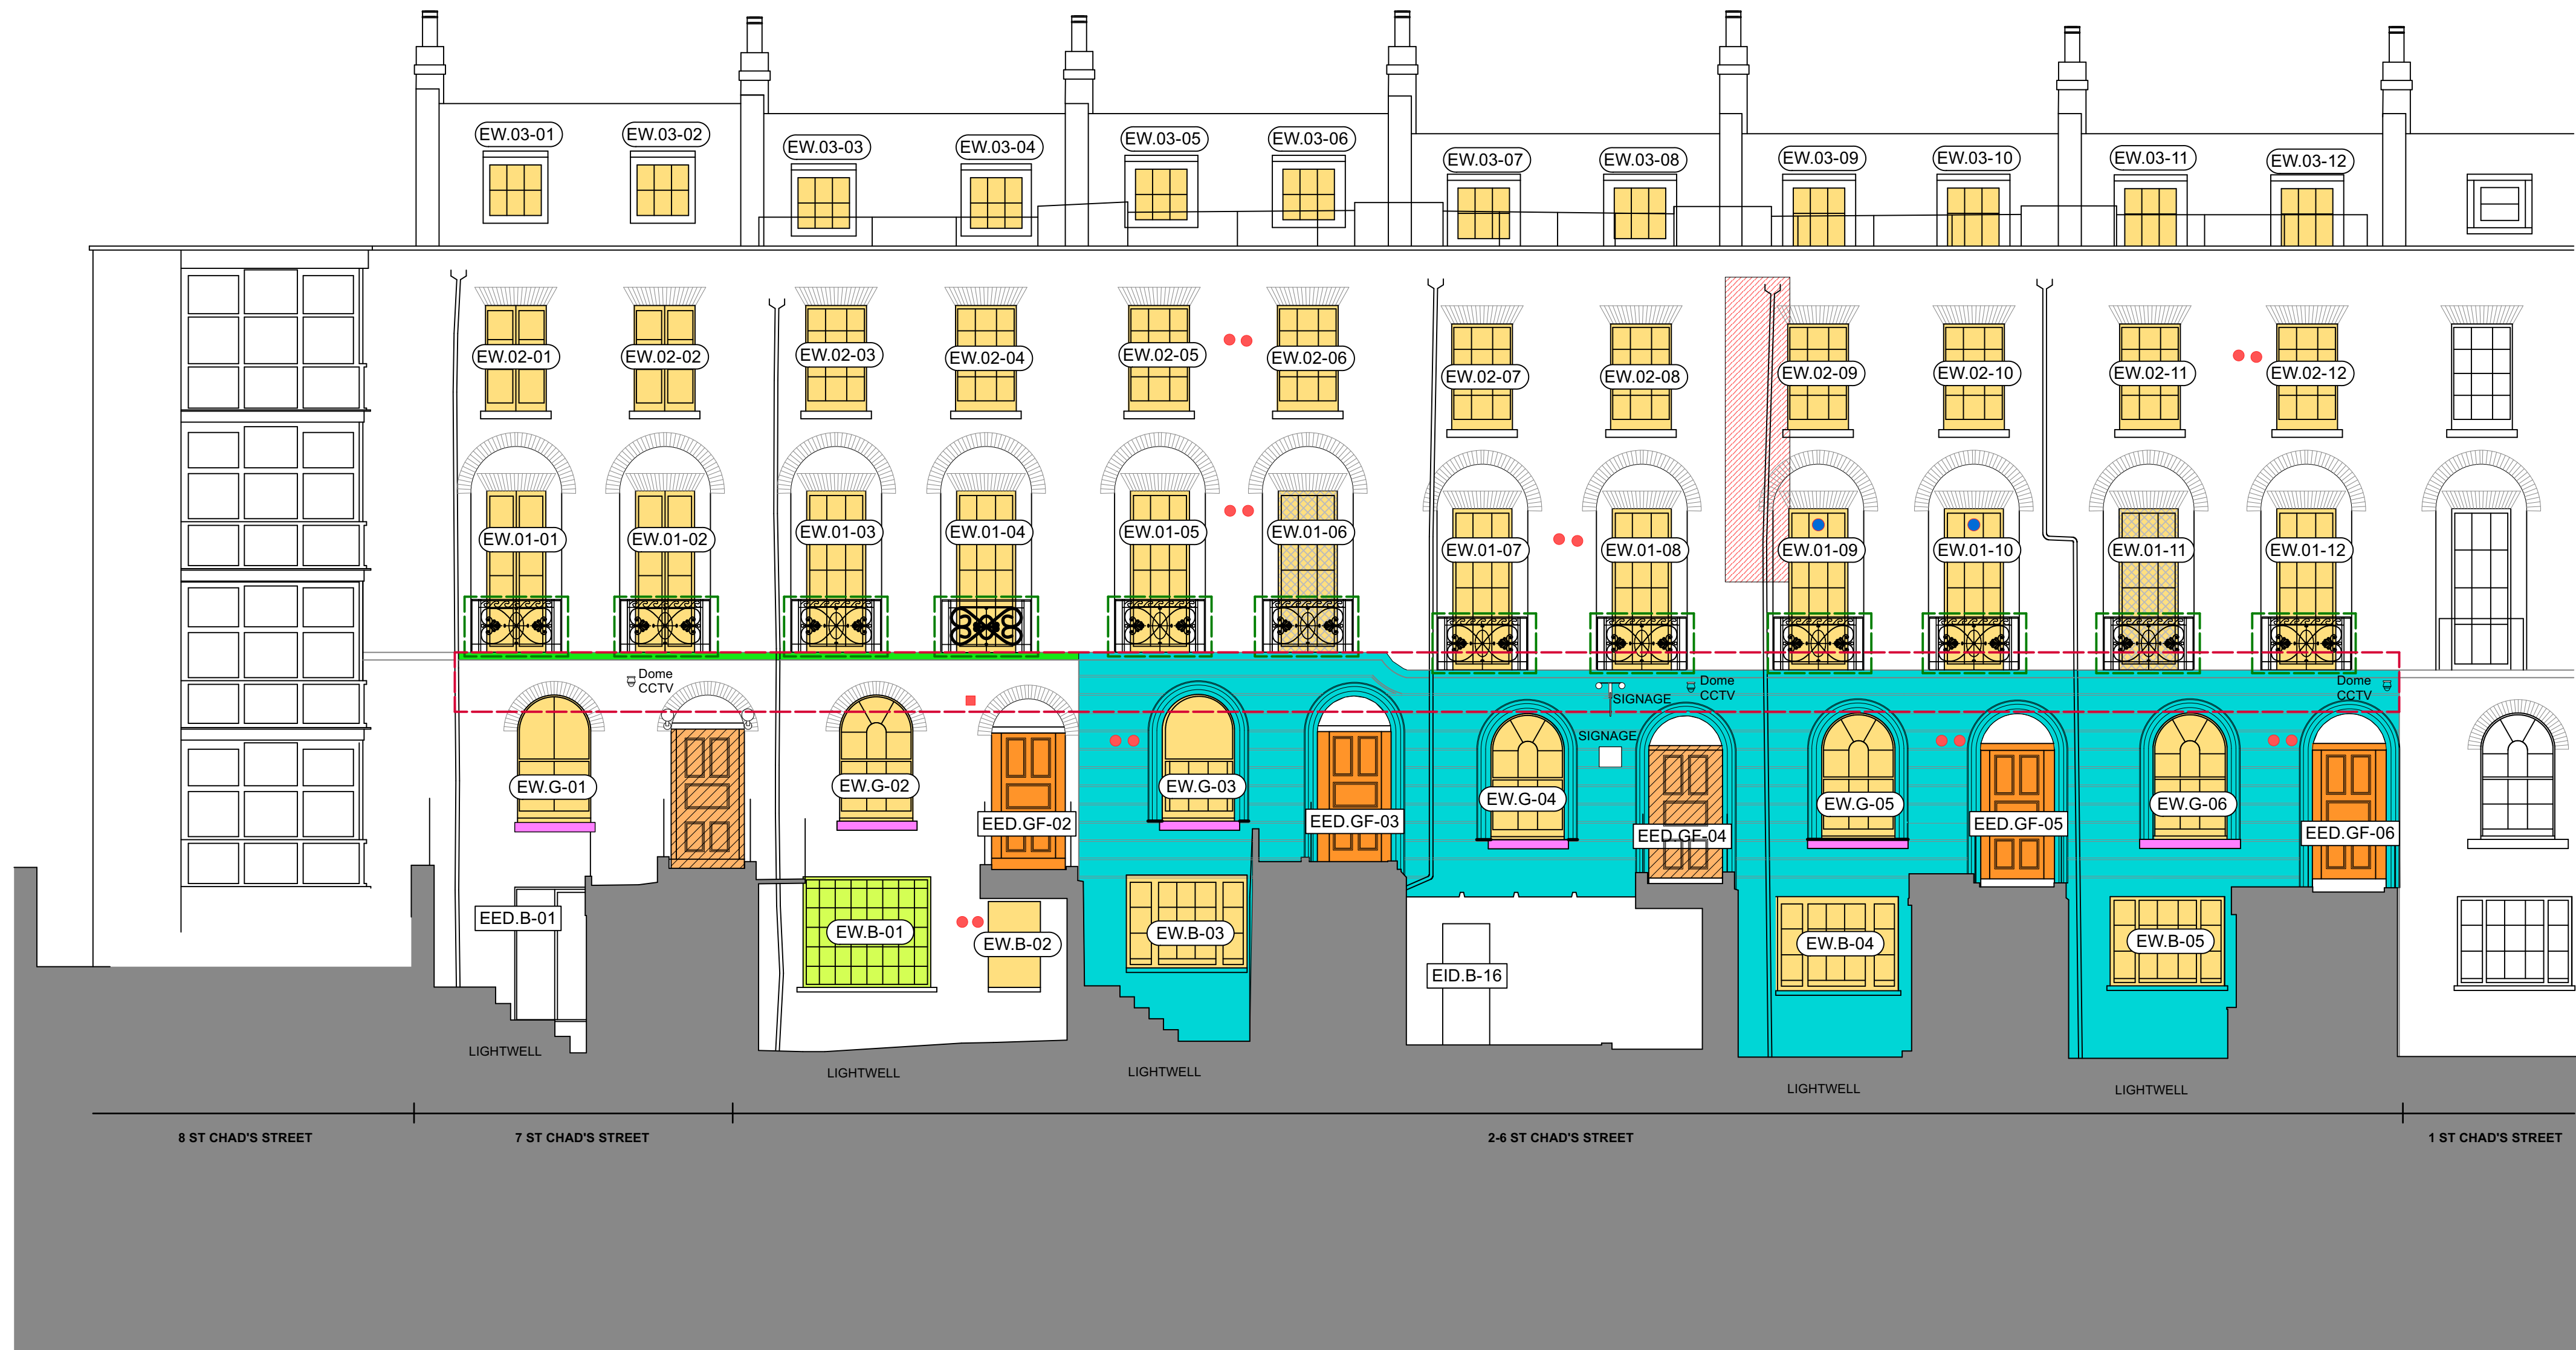 EW.03-01
EW.03-02
EW.03-03
EW.03-04
EW.03-05
EW.03-06
EW.03-07
EW.03-08
EW.03-09
EW.03-10
EW.03-11
EW.03-12
EW.02-01
EW.02-02
EW.02-03
EW.02-04
EW.02-05
EW.02-06
EW.02-07
EW.02-08
EW.02-09
EW.02-10
EW.02-11
EW.02-12
EW.01-01
EW.01-02
EW.01-03
EW.01-04
EW.01-05
EW.01-06
EW.01-07
EW.01-08
EW.01-09
EW.01-10
EW.01-11
EW.01-12
Dome
CCTV
SIGNAGE
Dome
CCTV
Dome
CCTV
SIGNAGE
EW.G-01
EW.G-02
EW.G-03
EW.G-04
EW.G-05
EW.G-06
EED.GF-02
EED.GF-03
EED.GF-04
EED.GF-05
EED.GF-06
EED.B-01
EW.B-01
EW.B-02
EW.B-03
EID.B-16
EW.B-04
EW.B-05
LIGHTWELL
LIGHTWELL
LIGHTWELL
LIGHTWELL
LIGHTWELL
8 ST CHAD'S STREET
7 ST CHAD'S STREET
2-6 ST CHAD'S STREET
1 ST CHAD'S STREET